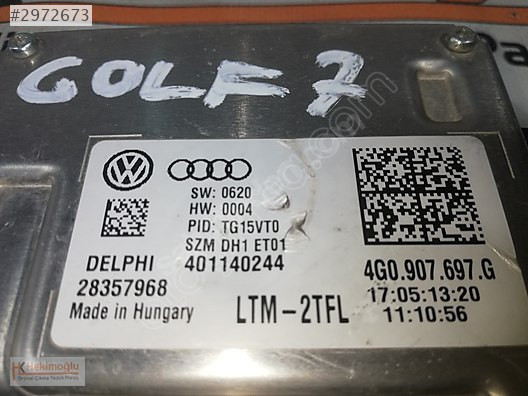 #2972673
GOLF 7
SW: 0620
HW: 0004
PID: TG15VT0
SZM DH1 ET01
DELPHI 401140244
28357968
Made in Hungary
LTM-2TFL
4G0.907.697.G
17:05:13:20
11:10:56
Hekimoğlu